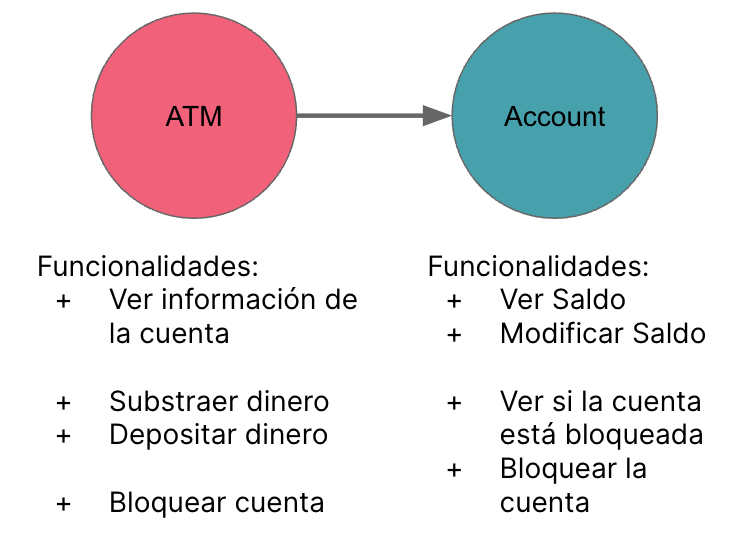 ATM
Account
Funcionalidades:
+ Ver información de
la cuenta
+ Substraer dinero
+ Depositar dinero
+ Bloquear cuenta
Funcionalidades:
+ Ver Saldo
+ Modificar Saldo
+ Ver si la cuenta
está bloqueada
+ Bloquear la
cuenta